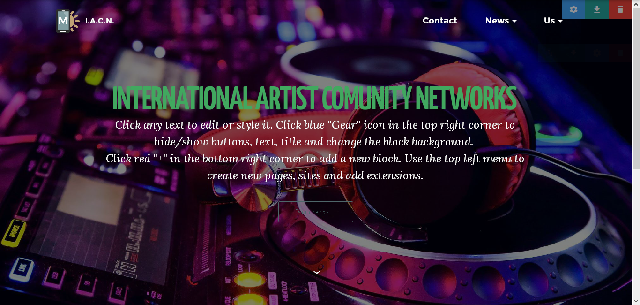 M
I.A.C.N.
Contact
News
Us
INTERNATIONAL ARTIST COMUNITY NETWORKS
Click any text to edit or style it. Click blue "Gear" icon in the top right corner to
hide/show buttons, text, title and change the block background.
Click red "+" in the bottom right corner to add a new block. Use the top left menu to
create new pages, sites and add extensions.